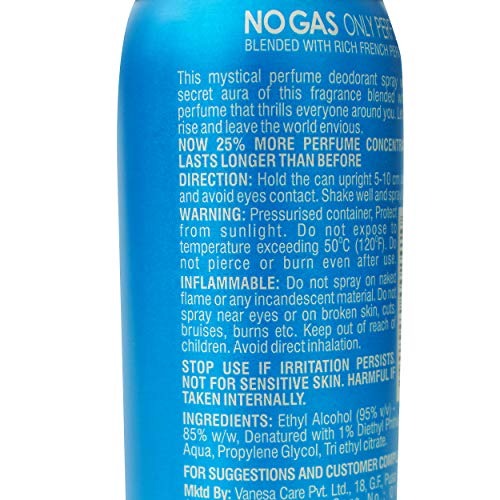 NO GAS ONLY
BLENDED WITH RICH FRENCH
This mystical perfume deodorant spray
secret aura of this fragrance blended
perfume that thrills everyone around you.
rise and leave the world envious.
NOW 25% MORE PERFUME
LASTS LONGER THAN BEFORE
DIRECTION: Hold the can upright 5-10
and avoid eyes contact. Shake well and spray
WARNING: Pressurised container, Protect
from sunlight. Do not expose to
temperature exceeding 50°C (120°F). Do
not pierce or burn even after use.
INFLAMMABLE: Do not spray on naked
flame or any incandescent material. Do not
spray near eyes or on broken skin, cuts,
bruises, burns etc. Keep out of reach of
children. Avoid direct inhalation.
STOP USE IF IRRITATION PERSISTS.
NOT FOR SENSITIVE SKIN. HARMFUL IF
TAKEN INTERNALLY.
INGREDIENTS: Ethyl Alcohol (95% v/v) -
85% w/w, Denatured with 1% Diethyl
Aqua, Propylene Glycol, Tri ethyl citrate.
FOR SUGGESTIONS AND CUSTOMER
Mktd By: Vanesa Care Pvt. Ltd., 18, G.F.,